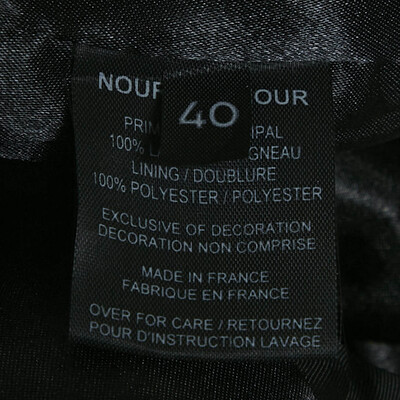 NOUR OUR
40
PRIM IPAL
100% GNEAU
LINING / DOUBLURE
100% POLYESTER / POLYESTER
EXCLUSIVE OF DECORATION
DECORATION NON COMPRISE
MADE IN FRANCE
FABRIQUE EN FRANCE
OVER FOR CARE / RETOURNEZ
POUR D'INSTRUCTION LAVAGE